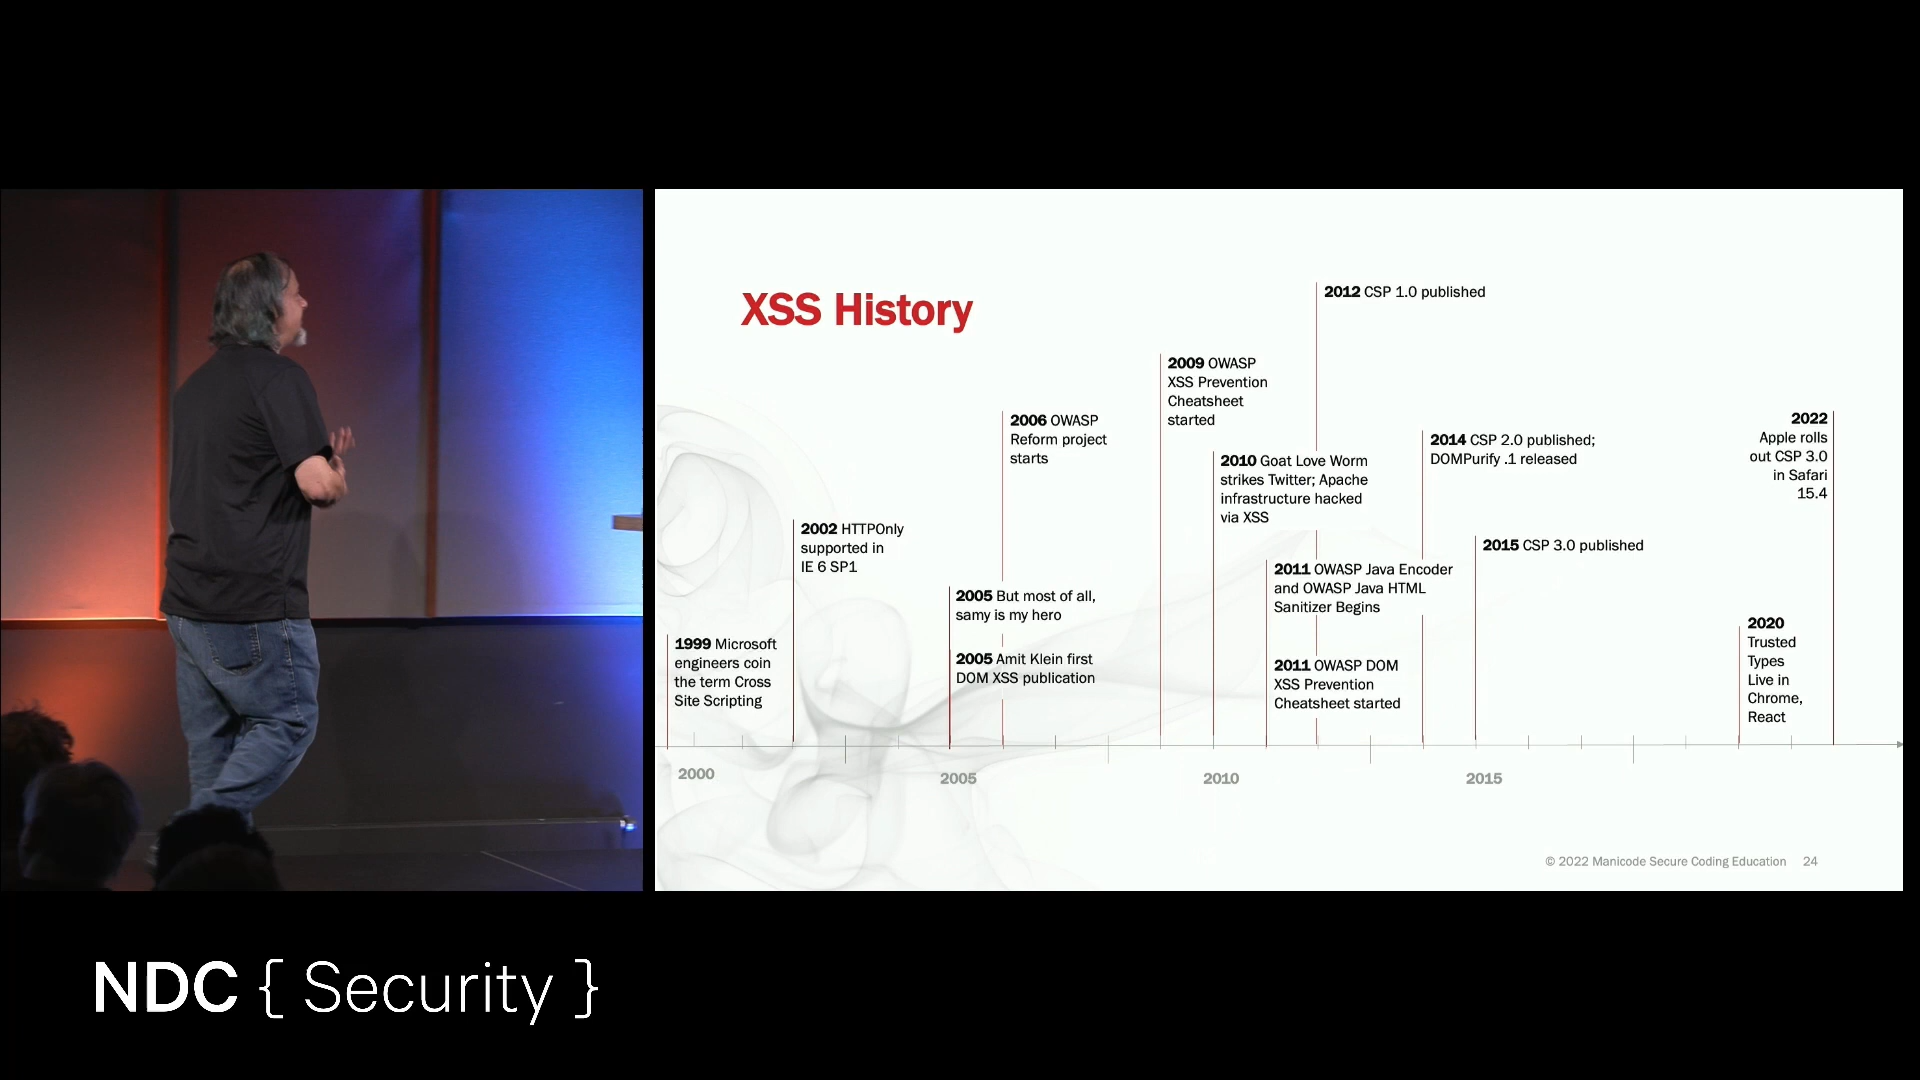 XSS History
2012 CSP 1.0 published
2009 OWASP
XSS Prevention
Cheatsheet
started
2006 OWASP
Reform project
starts
2022
Apple rolls
out CSP 3.0
in Safari
15.4
2014 CSP 2.0 published;
DOMPurify .1 released
2010 Goat Love Worm
strikes Twitter; Apache
infrastructure hacked
via XSS
2002 HTTPOnly
supported in
IE 6 SP1
2015 CSP 3.0 published
2011 OWASP Java Encoder
and OWASP Java HTML
Sanitizer Begins
2005 But most of all,
samy is my hero
2020
Trusted
Types
Live in
Chrome,
React
1999 Microsoft
engineers coin
the term Cross
Site Scripting
2005 Amit Klein first
DOM XSS publication
2011 OWASP DOM
XSS Prevention
Cheatsheet started
2000
2005
2010
2015
© 2022 Manicode Secure Coding Education 24
NDC { Security }